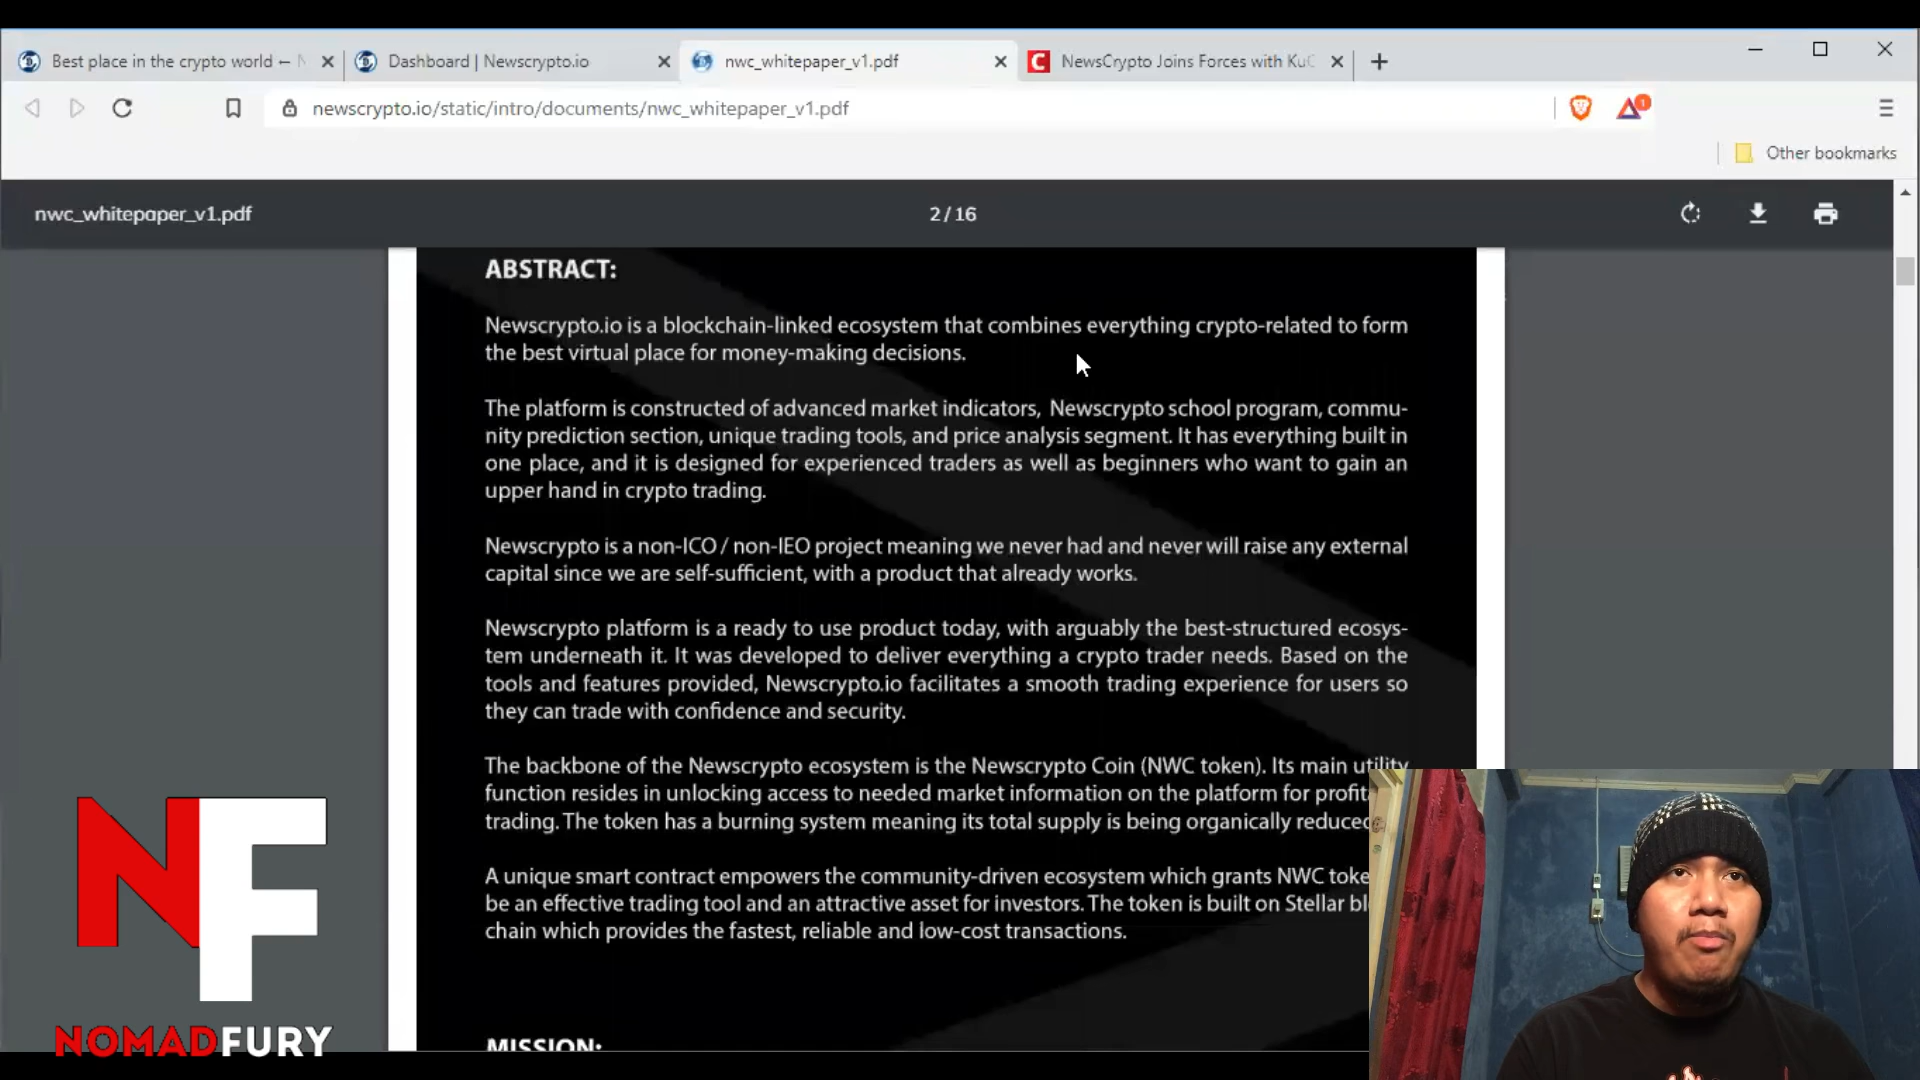 Best place in the crypto world ←
Dashboard | Newscrypto.io
nwc_whitepaper_v1.pdf
NewsCrypto Joins Forces with KuC
newscrypto.io/static/intro/documents/nwc_whitepaper_v1.pdf
1
Other bookmarks
nwc_whitepaper_v1.pdf
2 / 16
ABSTRACT:
Newscrypto.io is a blockchain-linked ecosystem that combines everything crypto-related to form
the best virtual place for money-making decisions.
The platform is constructed of advanced market indicators, Newscrypto school program, commu-
nity prediction section, unique trading tools, and price analysis segment. It has everything built in
one place, and it is designed for experienced traders as well as beginners who want to gain an
upper hand in crypto trading.
Newscrypto is a non-ICO / non-IEO project meaning we never had and never will raise any external
capital since we are self-sufficient, with a product that already works.
Newscrypto platform is a ready to use product today, with arguably the best-structured ecosys-
tem underneath it. It was developed to deliver everything a crypto trader needs. Based on the
tools and features provided, Newscrypto.io facilitates a smooth trading experience for users so
they can trade with confidence and security.
The backbone of the Newscrypto ecosystem is the Newscrypto Coin (NWC token). Its main utility
function resides in unlocking access to needed market information on the platform for
trading. The token has a burning system meaning its total supply is being organically reduced
A unique smart contract empowers the community-driven ecosystem which grants NWC
be an effective trading tool and an attractive asset for investors. The token is built on Stellar
chain which provides the fastest, reliable and low-cost transactions.
MISSION:
NF
NOMADFURY